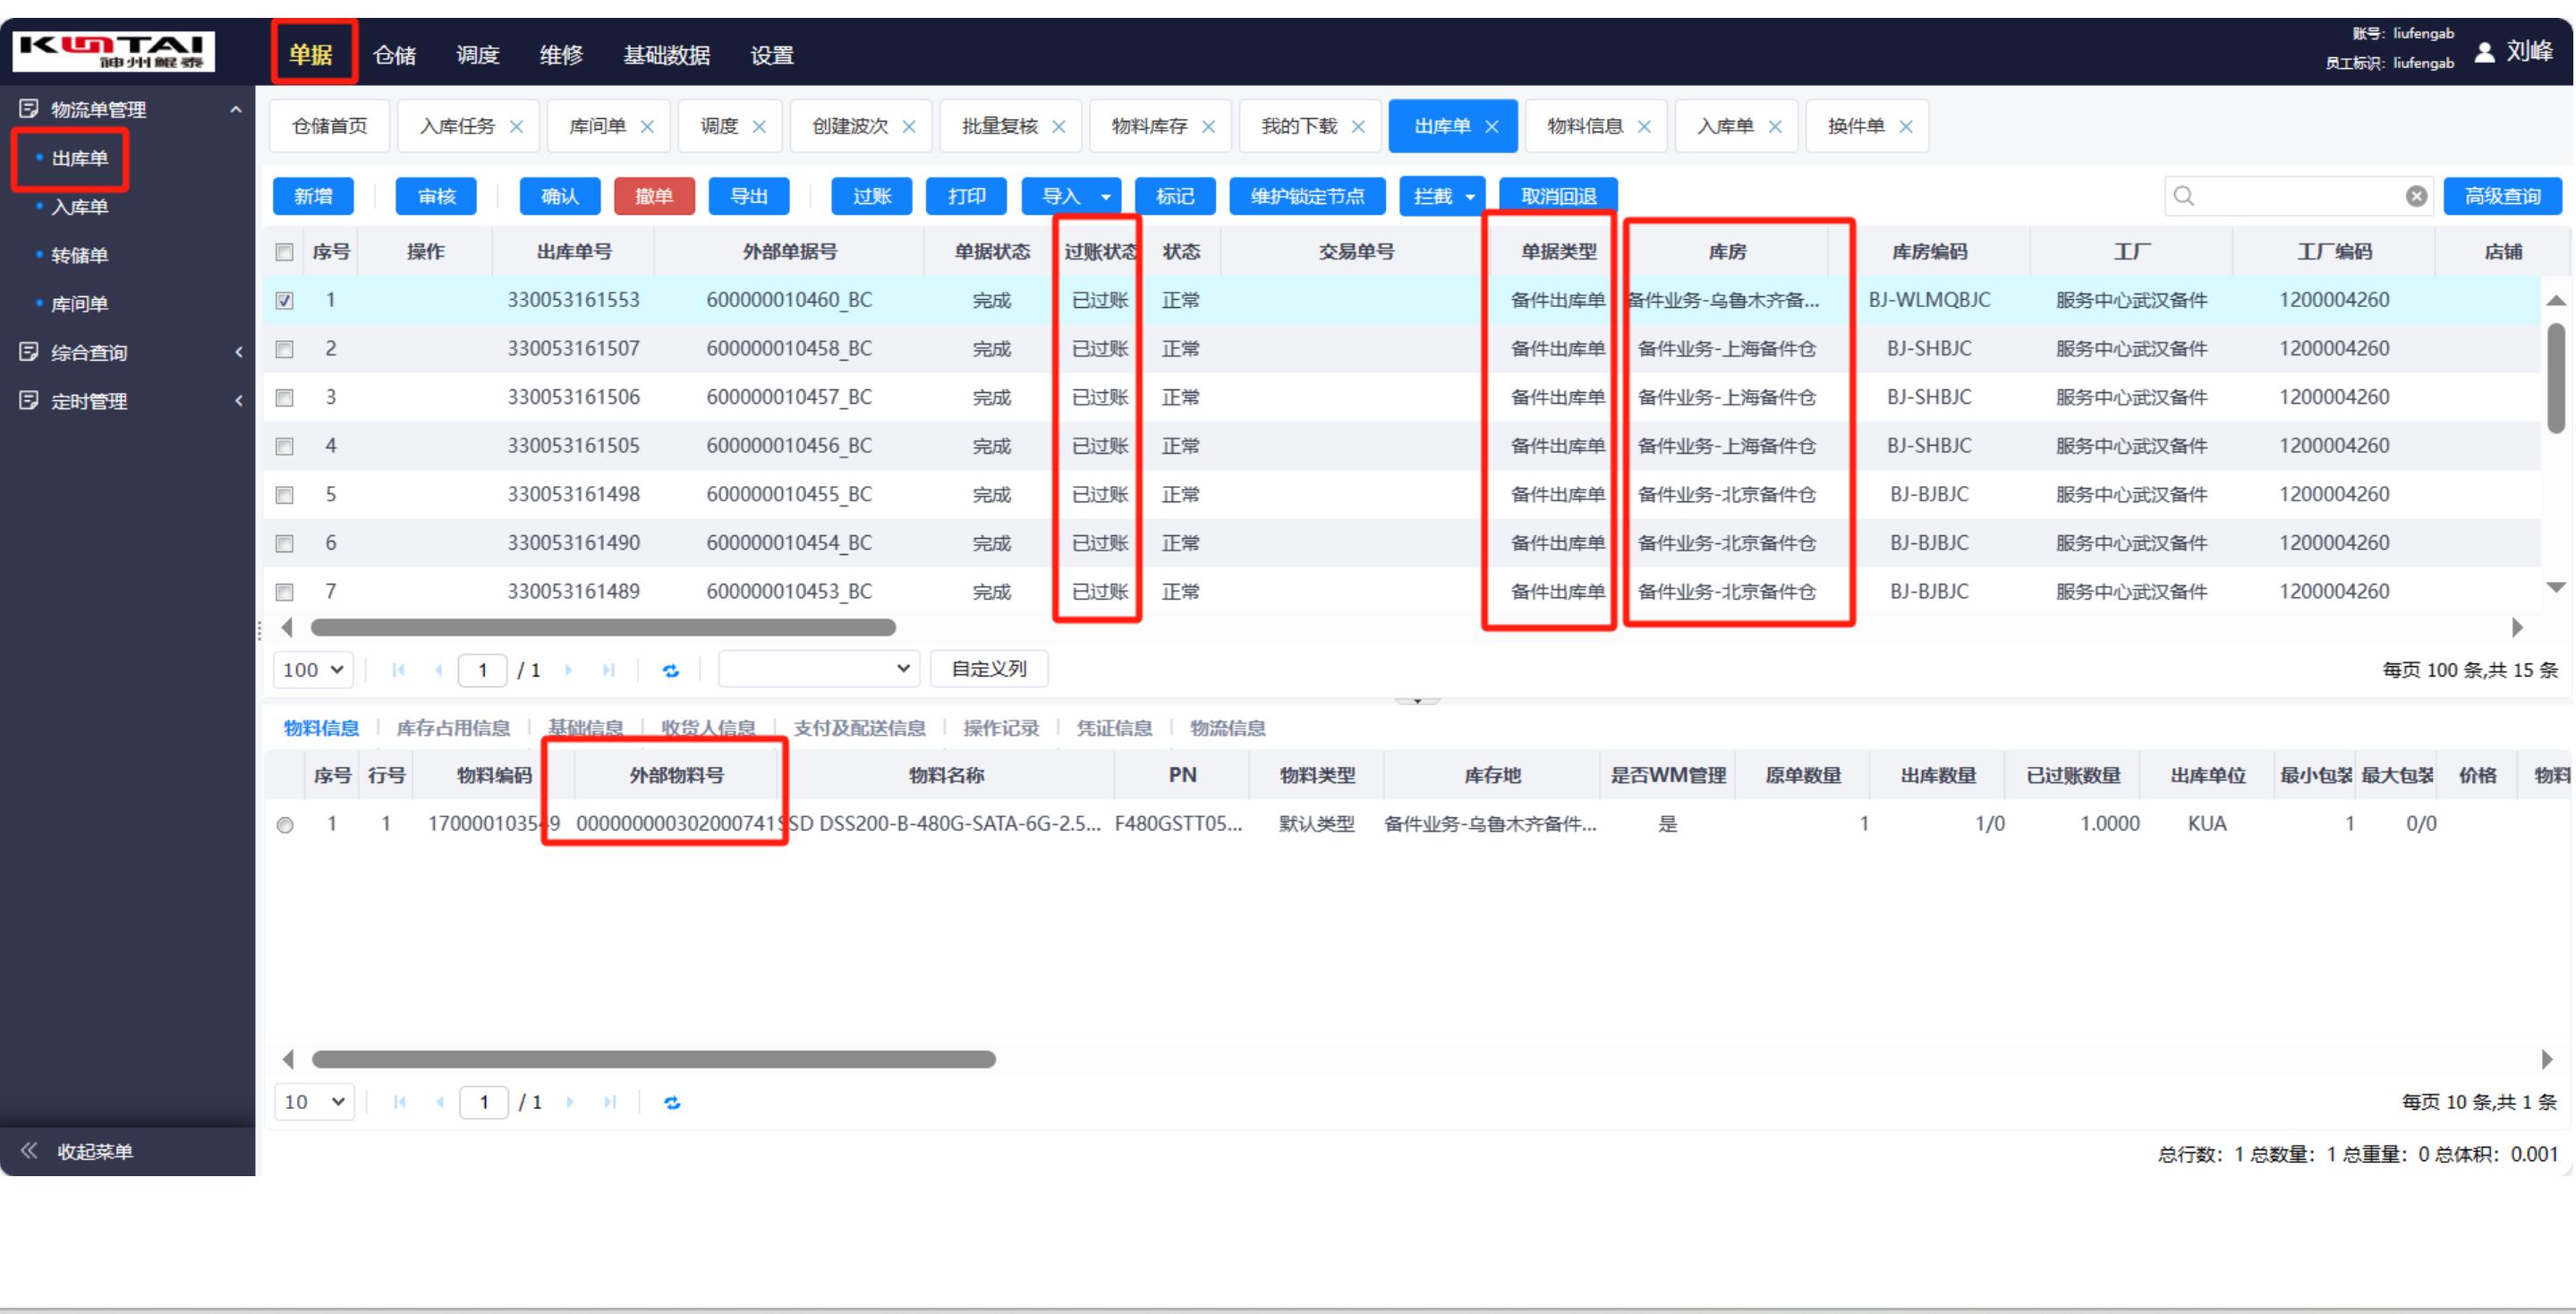 KUNTAI
神州鲲泰
单据 仓储 调度 维修 基础数据 设置
账号：liufengab
员工标识：liufengab
刘峰
物流单管理
出库单
入库单
转储单
库间单
综合查询
定时管理
收起菜单
仓储首页 入库任务 库间单 调度 创建波次 批量复核 物料库存 我的下载 出库单 物料信息 入库单 换件单
新增 审核 确认 撤单 导出 过账 打印 导入 标记 维护锁定节点 拦截 取消回退 高级查询
序号 操作 出库单号 外部单据号 单据状态 过账状态 状态 交易单号 单据类型 库房 库房编码 工厂 工厂编码 店铺
1 330053161553 600000010460_BC 完成 已过账 正常 备件出库单 备件业务-乌鲁木齐备... BJ-WLMQBJC 服务中心武汉备件 1200004260
2 330053161507 600000010458_BC 完成 已过账 正常 备件出库单 备件业务-上海备件仓 BJ-SHBJC 服务中心武汉备件 1200004260
3 330053161506 600000010457_BC 完成 已过账 正常 备件出库单 备件业务-上海备件仓 BJ-SHBJC 服务中心武汉备件 1200004260
4 330053161505 600000010456_BC 完成 已过账 正常 备件出库单 备件业务-上海备件仓 BJ-SHBJC 服务中心武汉备件 1200004260
5 330053161498 600000010455_BC 完成 已过账 正常 备件出库单 备件业务-北京备件仓 BJ-BJBJC 服务中心武汉备件 1200004260
6 330053161490 600000010454_BC 完成 已过账 正常 备件出库单 备件业务-北京备件仓 BJ-BJBJC 服务中心武汉备件 1200004260
7 330053161489 600000010453_BC 完成 已过账 正常 备件出库单 备件业务-北京备件仓 BJ-BJBJC 服务中心武汉备件 1200004260
100 1 / 1 自定义列 每页 100 条,共 15 条
物料信息 库存占用信息 基础信息 收货人信息 支付及配送信息 操作记录 凭证信息 物流信息
序号 行号 物料编码 外部物料号 物料名称 PN 物料类型 库存地 是否WM管理 原单数量 出库数量 已过账数量 出库单位 最小包装 最大包装 价格 物料
1 1 170000103549 000000000302000741 SSD DSS200-B-480G-SATA-6G-2.5... F480GSTT05... 默认类型 备件业务-乌鲁木齐备件... 是 1 1/0 1.0000 KUA 1 0/0
10 1 / 1 每页 10 条,共 1 条
总行数：1 总数量：1 总重量：0 总体积：0.001